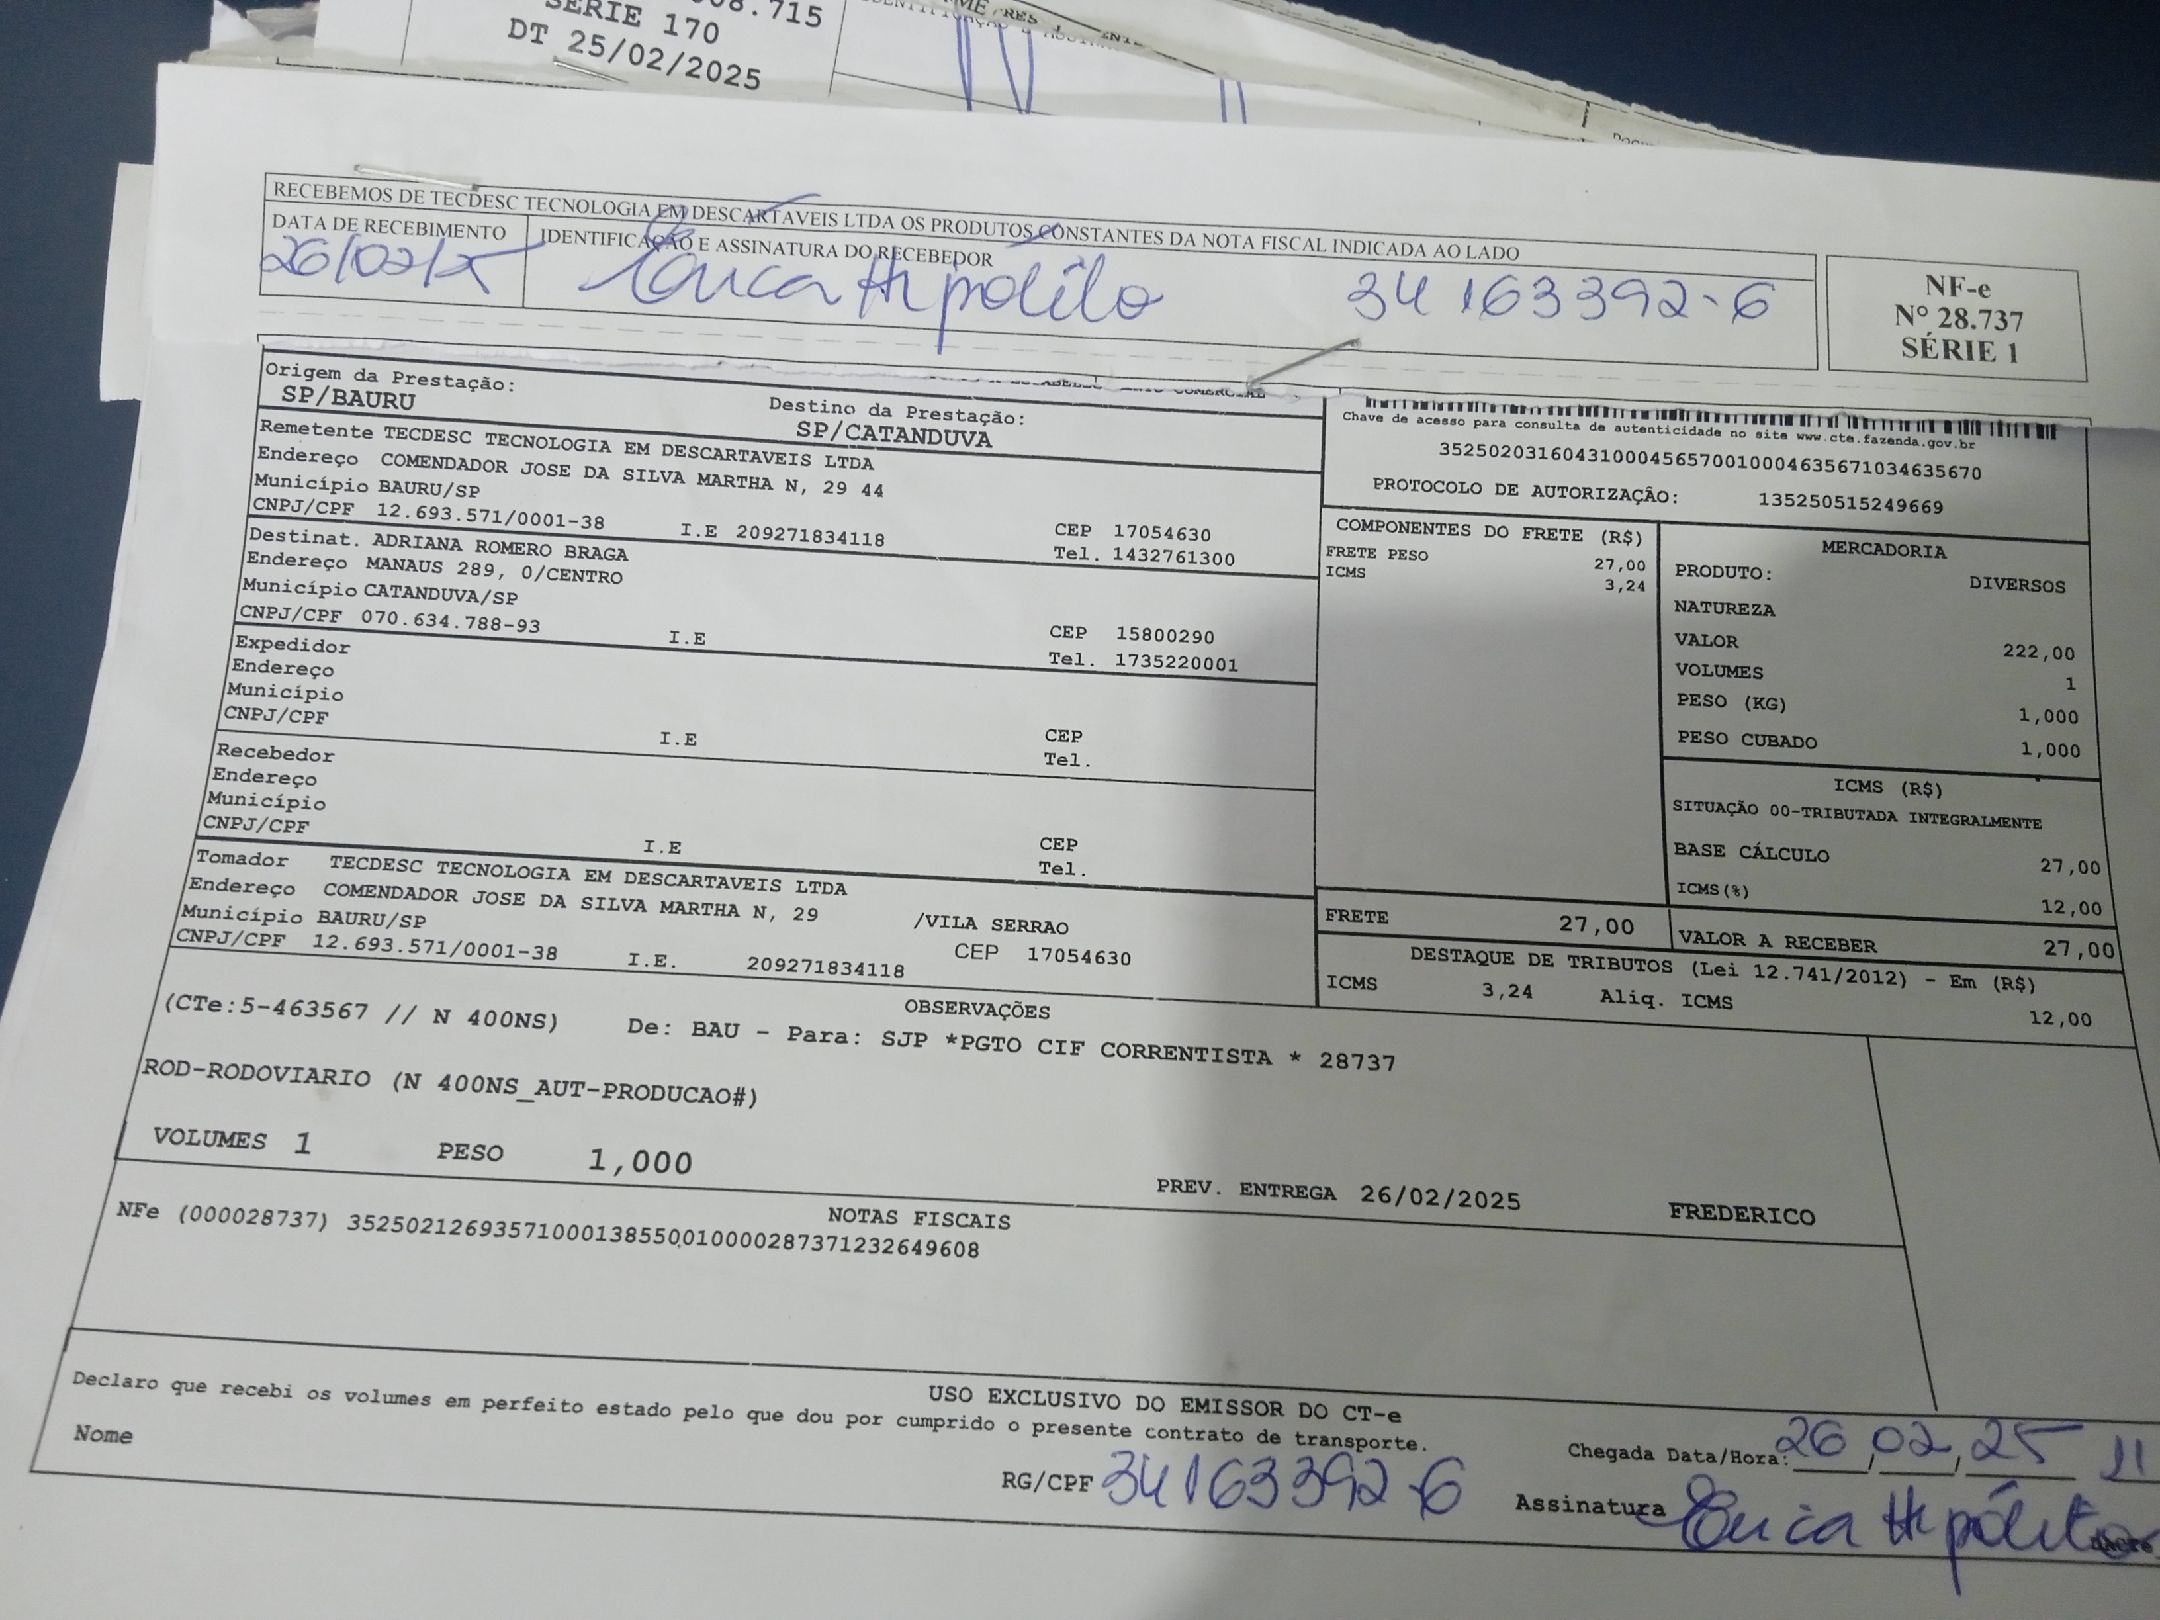 SÉRIE 170
DT 25/02/2025
RECEBEMOS DE TECDESC TECNOLOGIA EM DESCARTAVEIS LTDA OS PRODUTOS CONSTANTES DA NOTA FISCAL INDICADA AO LADO
DATA DE RECEBIMENTO
IDENTIFICAÇÃO E ASSINATURA DO RECEBEDOR
26/02/25 Erica Hipólito 34163392-6
NF-e
Nº 28.737
SÉRIE 1
Origem da Prestação:
SP/BAURU
Destino da Prestação:
SP/CATANDUVA
Chave de acesso para consulta de autenticidade no site www.cte.fazenda.gov.br
35250203160431000456570010004635671034635670
PROTOCOLO DE AUTORIZAÇÃO: 135250515249669
Remetente TECDESC TECNOLOGIA EM DESCARTAVEIS LTDA
Endereço COMENDADOR JOSE DA SILVA MARTHA N, 29 44
Município BAURU/SP
CNPJ/CPF 12.693.571/0001-38 I.E 209271834118
CEP 17054630
Tel. 1432761300
Destinat. ADRIANA ROMERO BRAGA
Endereço MANAUS 289, 0/CENTRO
Município CATANDUVA/SP
CNPJ/CPF 070.634.788-93 I.E
CEP 15800290
Tel. 1735220001
Expedidor
Endereço
Município
CNPJ/CPF I.E
CEP
Tel.
Recebedor
Endereço
Município
CNPJ/CPF I.E
CEP
Tel.
Tomador TECDESC TECNOLOGIA EM DESCARTAVEIS LTDA
Endereço COMENDADOR JOSE DA SILVA MARTHA N, 29 /VILA SERRAO
Município BAURU/SP CEP 17054630
CNPJ/CPF 12.693.571/0001-38 I.E. 209271834118
COMPONENTES DO FRETE (R$)
FRETE PESO 27,00
ICMS 3,24
MERCADORIA
PRODUTO: DIVERSOS
NATUREZA
VALOR 222,00
VOLUMES 1
PESO (KG) 1,000
PESO CUBADO 1,000
ICMS (R$)
SITUAÇÃO 00-TRIBUTADA INTEGRALMENTE
BASE CÁLCULO 27,00
ICMS(%) 12,00
FRETE 27,00
VALOR A RECEBER 27,00
DESTAQUE DE TRIBUTOS (Lei 12.741/2012) - Em (R$)
ICMS 3,24 Aliq. ICMS 12,00
OBSERVAÇÕES
(CTe:5-463567 // N 400NS) De: BAU - Para: SJP *PGTO CIF CORRENTISTA * 28737
ROD-RODOVIARIO (N 400NS_AUT-PRODUCAO#)
VOLUMES 1 PESO 1,000
PREV. ENTREGA 26/02/2025 FREDERICO
NOTAS FISCAIS
NFe (000028737) 35250212693571000138550010000287371232649608
USO EXCLUSIVO DO EMISSOR DO CT-e
Declaro que recebi os volumes em perfeito estado pelo que dou por cumprido o presente contrato de transporte.
Nome
RG/CPF 34163392-6
Chegada Data/Hora: 26,02,25 11
Assinatura Erica Hipólito